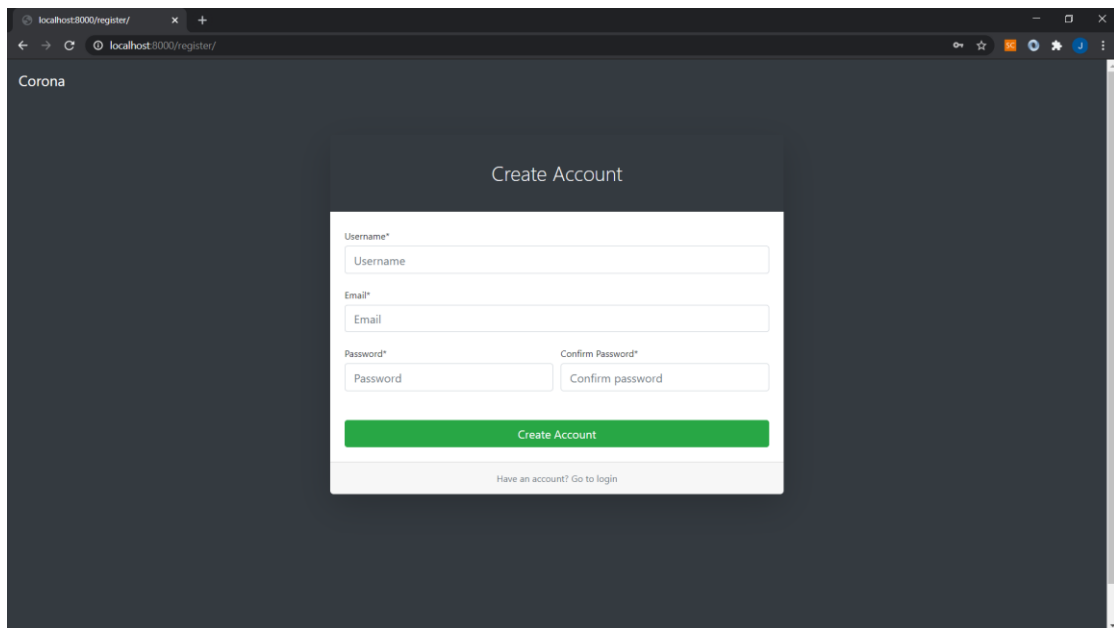 localhost:8000/register/
localhost:8000/register/
SC
J
Corona
Create Account
Username*
Username
Email*
Email
Password* Confirm Password*
Password Confirm password
Create Account
Have an account? Go to login